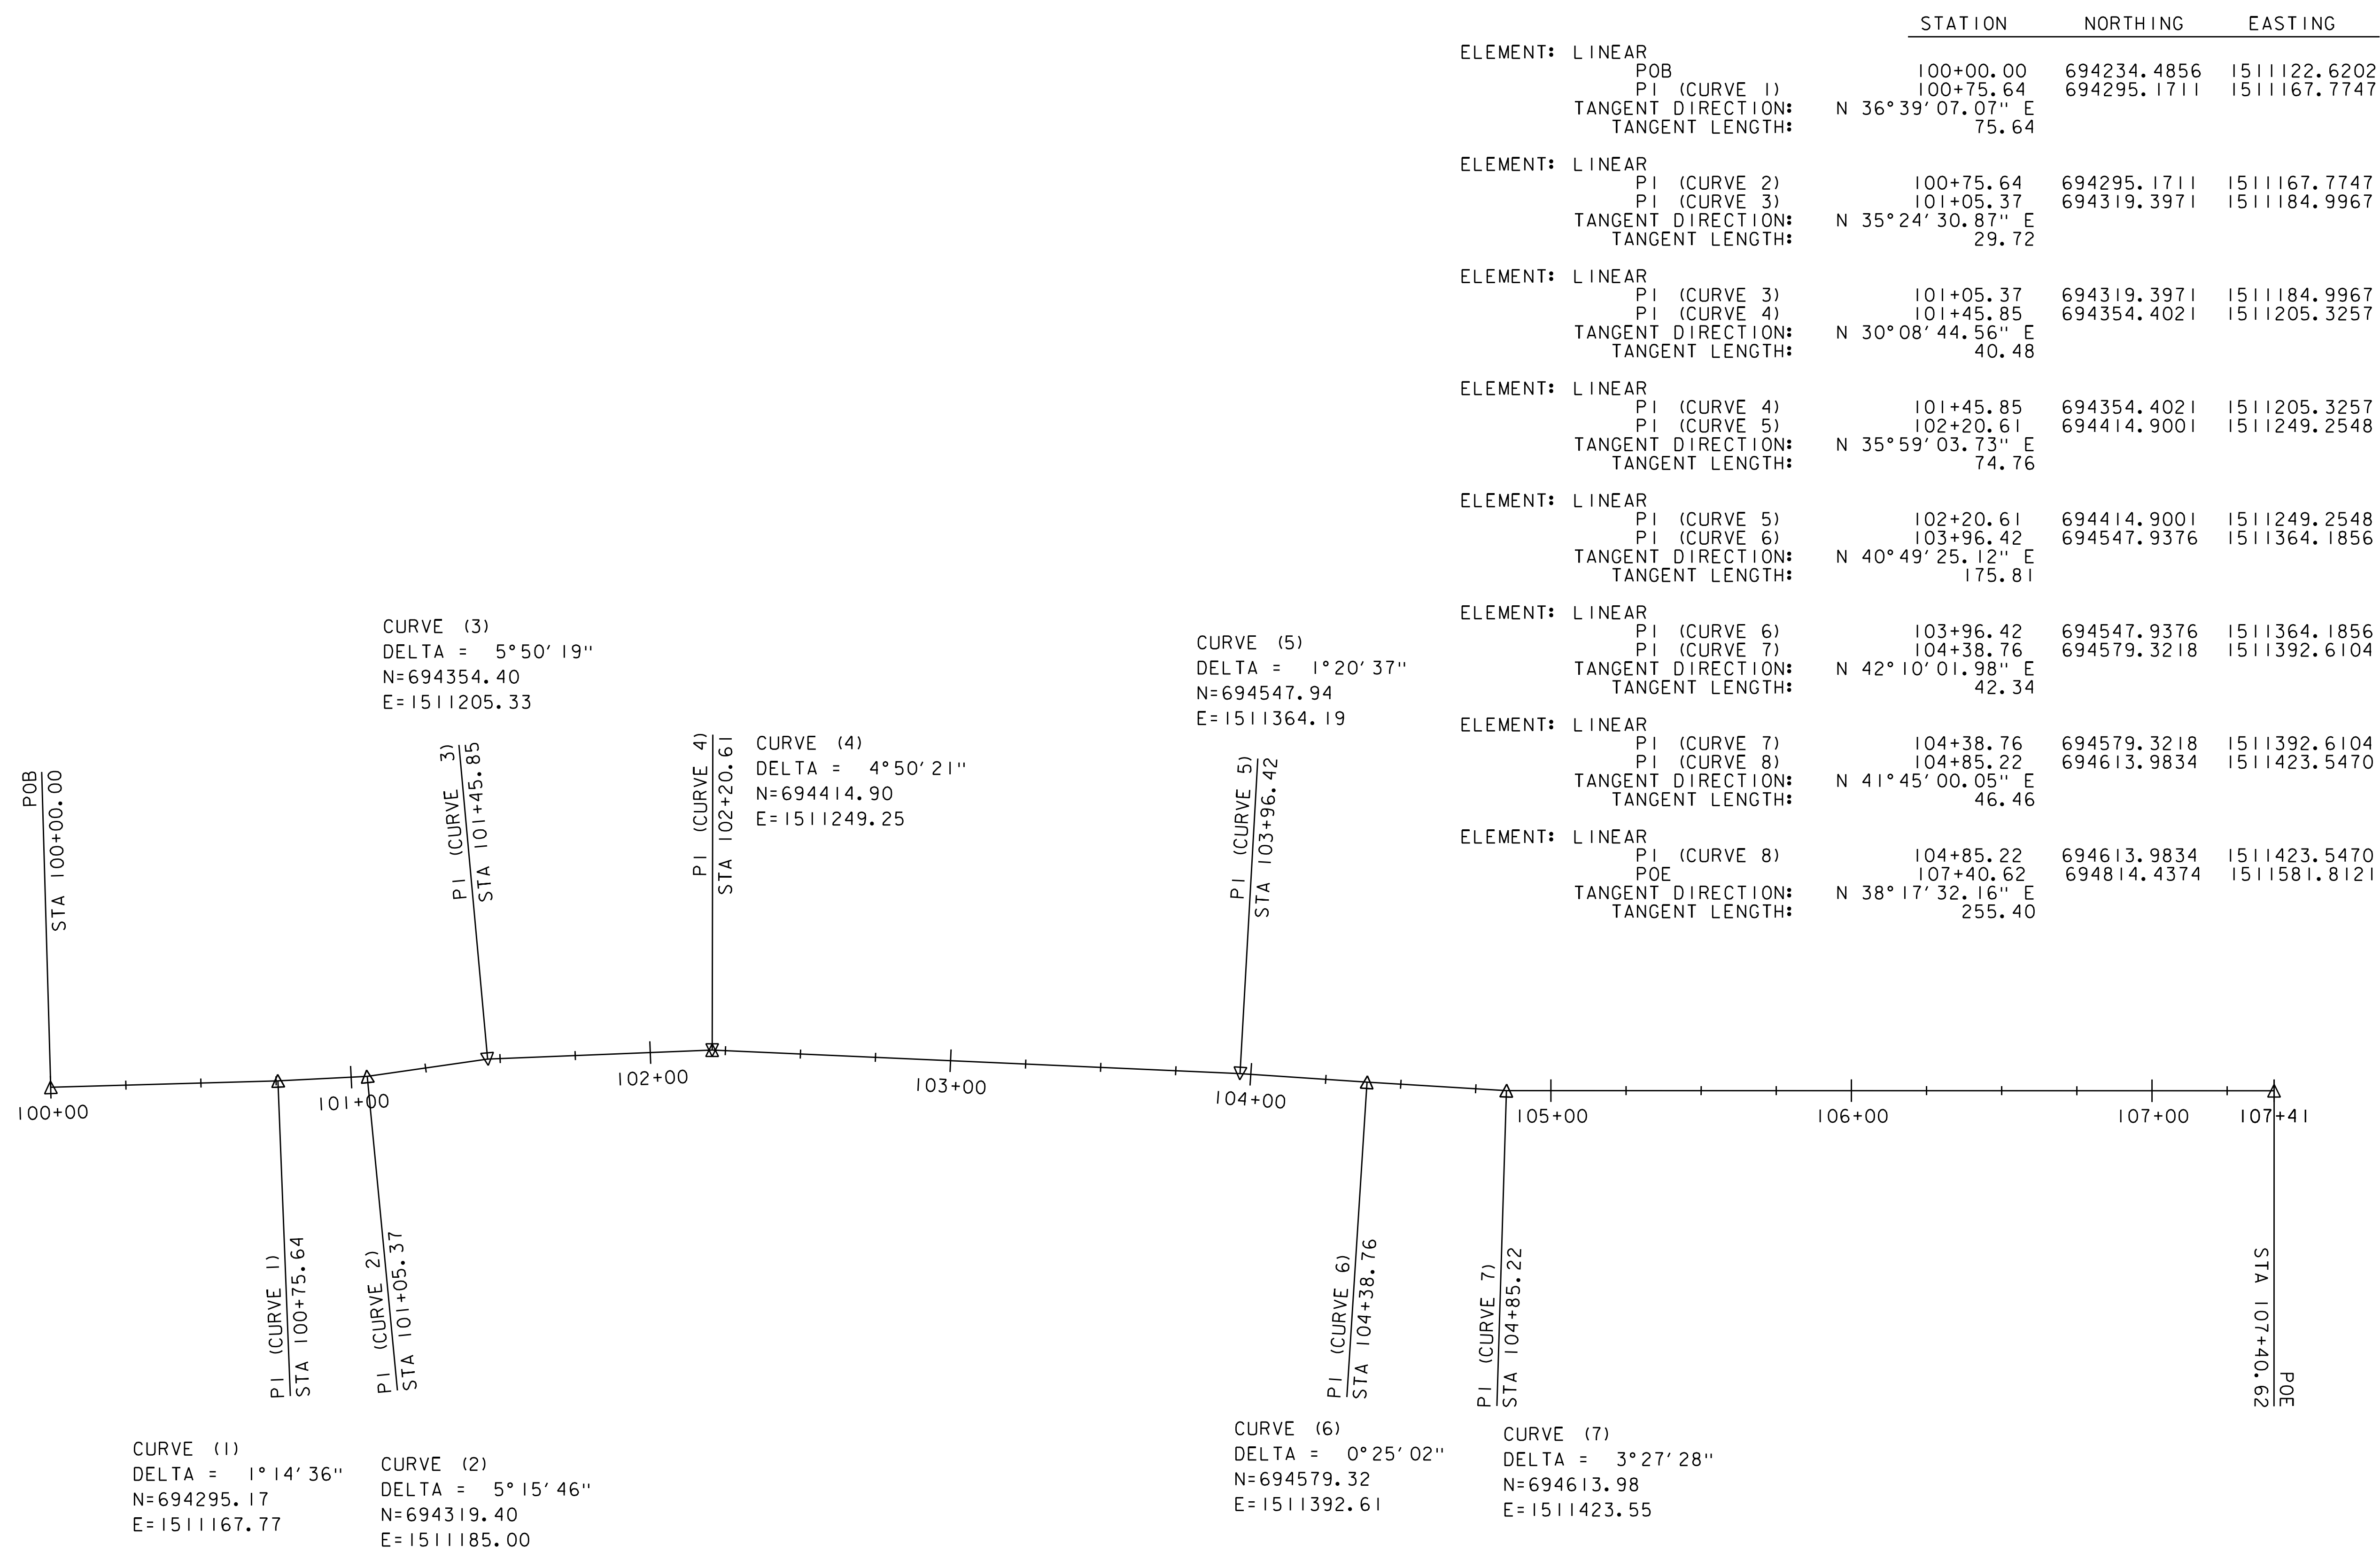 STATION NORTHING EASTING
ELEMENT: LINEAR
POB 100+00.00 694234.4856 1511122.6202
PI (CURVE 1) 100+75.64 694295.1711 1511167.7747
TANGENT DIRECTION: N 36°39'07.07" E
TANGENT LENGTH: 75.64
ELEMENT: LINEAR
PI (CURVE 2) 100+75.64 694295.1711 1511167.7747
PI (CURVE 3) 101+05.37 694319.3971 1511184.9967
TANGENT DIRECTION: N 35°24'30.87" E
TANGENT LENGTH: 29.72
ELEMENT: LINEAR
PI (CURVE 3) 101+05.37 694319.3971 1511184.9967
PI (CURVE 4) 101+45.85 694354.4021 1511205.3257
TANGENT DIRECTION: N 30°08'44.56" E
TANGENT LENGTH: 40.48
ELEMENT: LINEAR
PI (CURVE 4) 101+45.85 694354.4021 1511205.3257
PI (CURVE 5) 102+20.61 694414.9001 1511249.2548
TANGENT DIRECTION: N 35°59'03.73" E
TANGENT LENGTH: 74.76
ELEMENT: LINEAR
PI (CURVE 5) 102+20.61 694414.9001 1511249.2548
PI (CURVE 6) 103+96.42 694547.9376 1511364.1856
TANGENT DIRECTION: N 40°49'25.12" E
TANGENT LENGTH: 175.81
ELEMENT: LINEAR
PI (CURVE 6) 103+96.42 694547.9376 1511364.1856
PI (CURVE 7) 104+38.76 694579.3218 1511392.6104
TANGENT DIRECTION: N 42°10'01.98" E
TANGENT LENGTH: 42.34
ELEMENT: LINEAR
PI (CURVE 7) 104+38.76 694579.3218 1511392.6104
PI (CURVE 8) 104+85.22 694613.9834 1511423.5470
TANGENT DIRECTION: N 41°45'00.05" E
TANGENT LENGTH: 46.46
ELEMENT: LINEAR
PI (CURVE 8) 104+85.22 694613.9834 1511423.5470
POE 107+40.62 694814.4374 1511581.8121
TANGENT DIRECTION: N 38°17'32.16" E
TANGENT LENGTH: 255.40
CURVE (3)
DELTA = 5°50'19"
N=694354.40
E=1511205.33
CURVE (5)
DELTA = 1°20'37"
N=694547.94
E=1511364.19
CURVE (4)
DELTA = 4°50'21"
N=694414.90
E=1511249.25
POB
STA 100+00.00
PI (CURVE 3)
STA 101+45.85
PI (CURVE 4)
STA 102+20.61
PI (CURVE 5)
STA 103+96.42
100+00
101+00
102+00
103+00
104+00
105+00
106+00
107+00
107+41
PI (CURVE 1)
STA 100+75.64
PI (CURVE 2)
STA 101+05.37
PI (CURVE 6)
STA 104+38.76
PI (CURVE 7)
STA 104+85.22
STA 107+40.62
POE
CURVE (1)
DELTA = 1°14'36"
N=694295.17
E=1511167.77
CURVE (2)
DELTA = 5°15'46"
N=694319.40
E=1511185.00
CURVE (6)
DELTA = 0°25'02"
N=694579.32
E=1511392.61
CURVE (7)
DELTA = 3°27'28"
N=694613.98
E=1511423.55